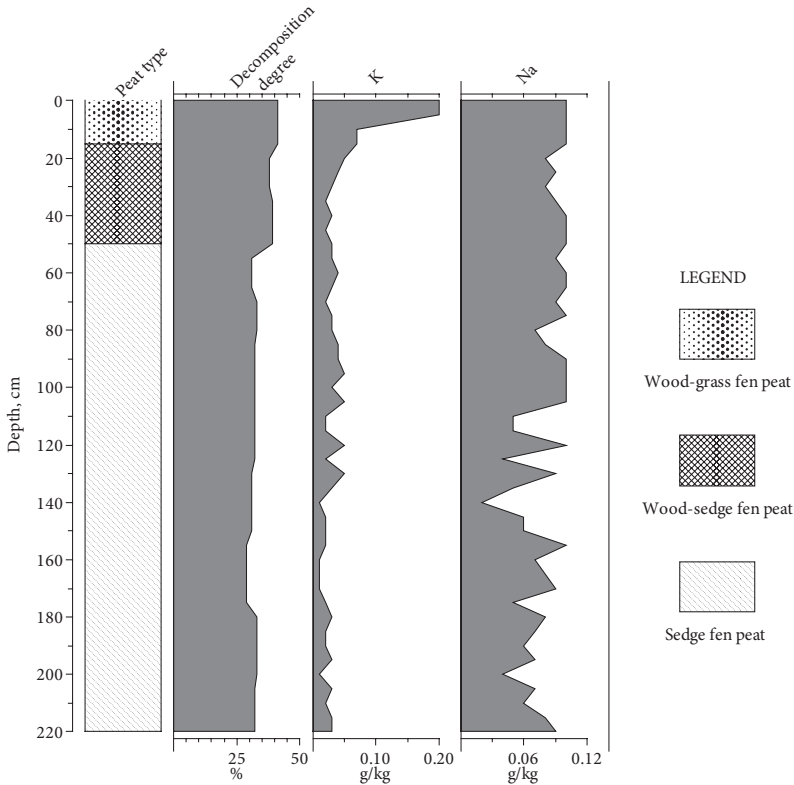 Peat type
Decomposition
degree
K
Na
0
20
40
60
80
100
120
140
160
180
200
220
Depth, cm
25 50
%
0.10 0.20
g/kg
0.06 0.12
g/kg
LEGEND
Wood-grass fen peat
Wood-sedge fen peat
Sedge fen peat